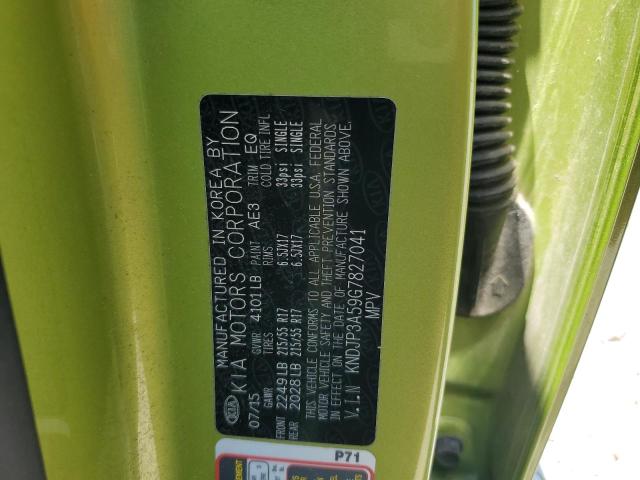 MANUFACTURED IN KOREA BY
KIA KIA MOTORS CORPORATION
07/15 GVWR 4101LB PAINT AE3 TRIM EQ
GAWR TIRES RIMS COLD TIRE INFL
FRONT 2249LB 215/55 R17 6.5JX17 33psi SINGLE
REAR 2028LB 215/55 R17 6.5JX17 33psi SINGLE
THIS VEHICLE CONFORMS TO ALL APPLICABLE U.S.A. FEDERAL
MOTOR VEHICLE SAFETY AND THEFT PREVENTION STANDARDS
IN EFFECT ON THE DATE OF MANUFACTURE SHOWN ABOVE.
V.I.N KNDJP3A59G7827041
MPV
P71